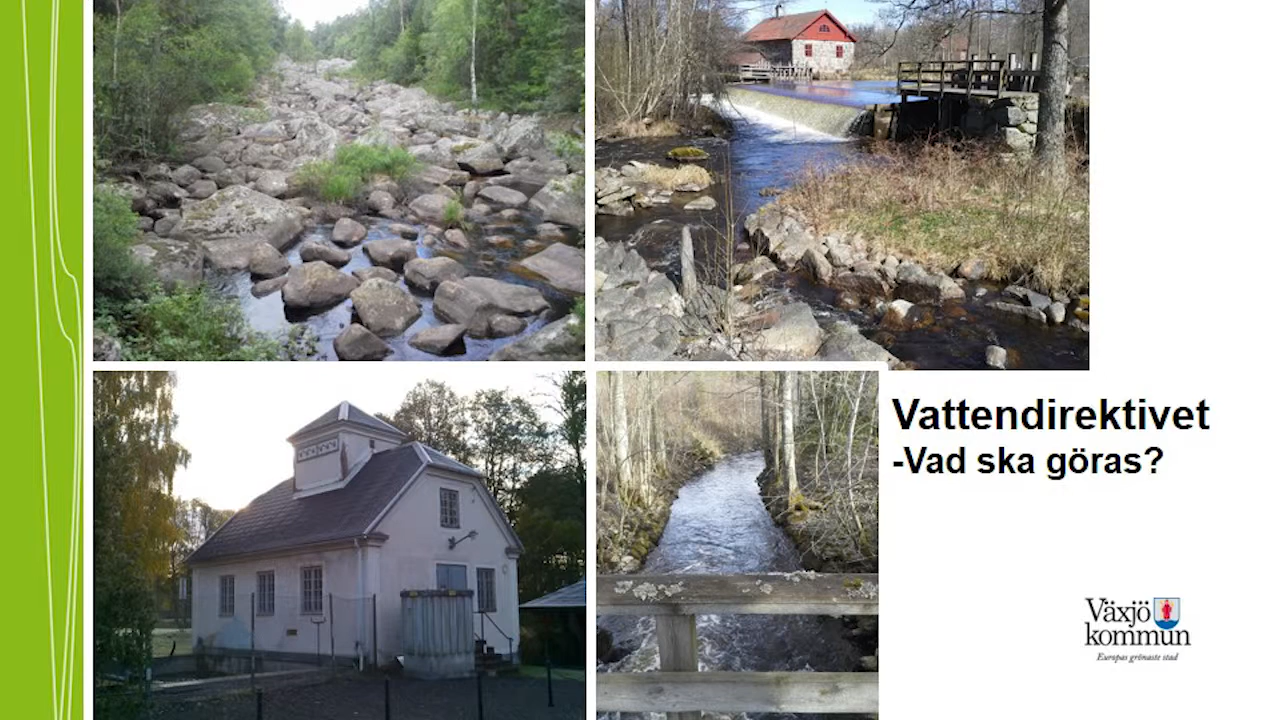 Vattendirektivet
-Vad ska göras?
Växjö
kommun
Europas grönaste stad